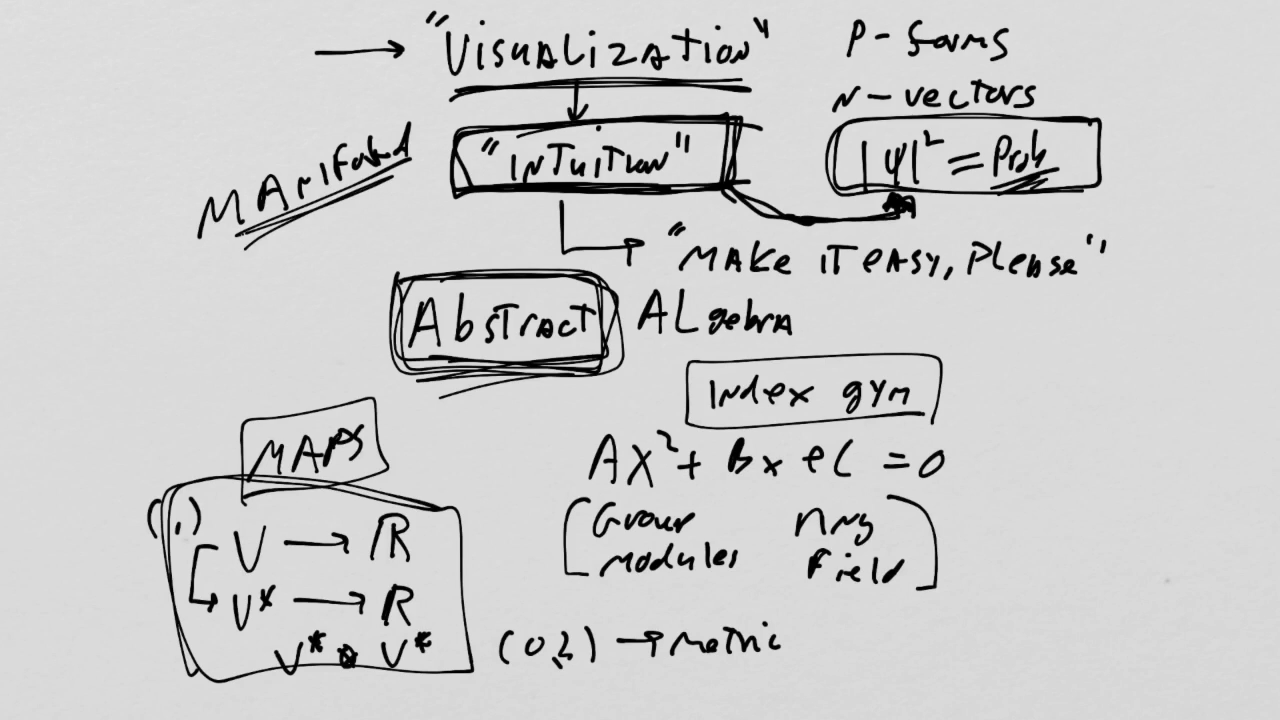 "VISUALIZATION"
P- forms
N-vectors
MANIFOLD
"INTUITION"
|Ψ|² = Prob
"MAKE IT EASY, PLEASE"
AbSTrACT ALgebrA
Index gym
MAPS
AX² + Bx + C = 0
Group ring
modules Field
(,)
V → R
V* → R
V* ⊗ V* (0,2) → metric